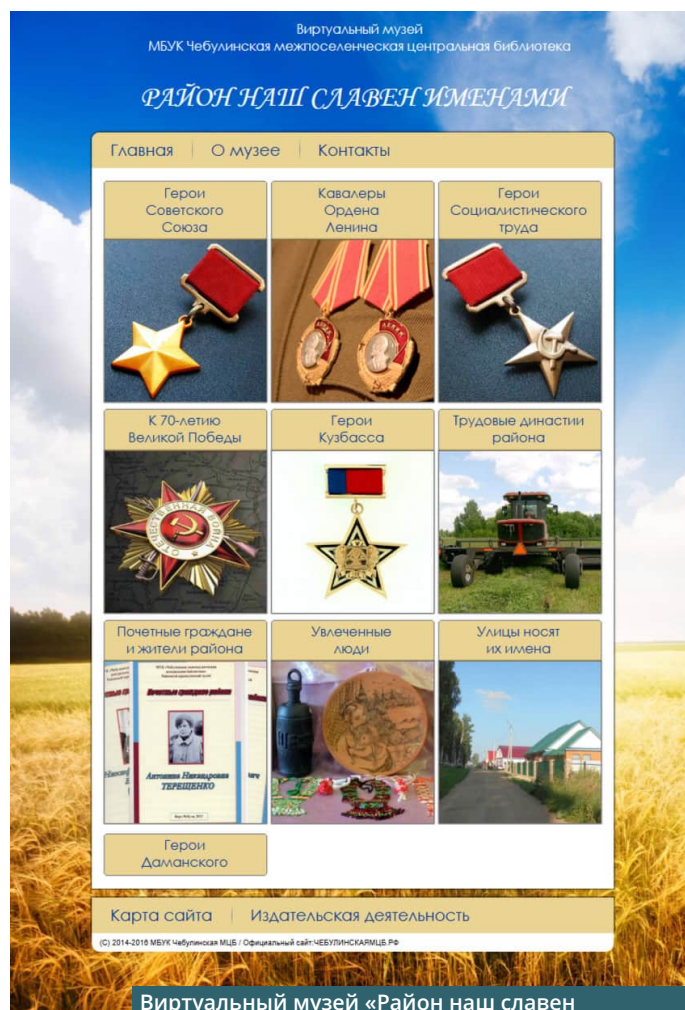 Виртуальный музей
МБУК Чебулинская межпоселенческая центральная библиотека
РАЙОН НАШ СЛАВЕН ИМЕНАМИ
Главная О музее Контакты
Герои
Советского
Союза
Кавалеры
Ордена
Ленина
Герои
Социалистического
труда
К 70-летию
Великой Победы
ОТЕЧЕСТВЕННАЯ ВОЙНА
Герои
Кузбасса
Трудовые династии
района
Почетные граждане
и жители района
Почетные граждане района
Антонина Никандровна
ТЕРЕЩЕНКО
Увлеченные
люди
Улицы носят
их имена
Герои
Даманского
Карта сайта Издательская деятельность
(C) 2014-2016 МБУК Чебулинская МЦБ / Официальный сайт:ЧЕБУЛИНСКАЯМЦБ.РФ
Виртуальный музей «Район наш славен